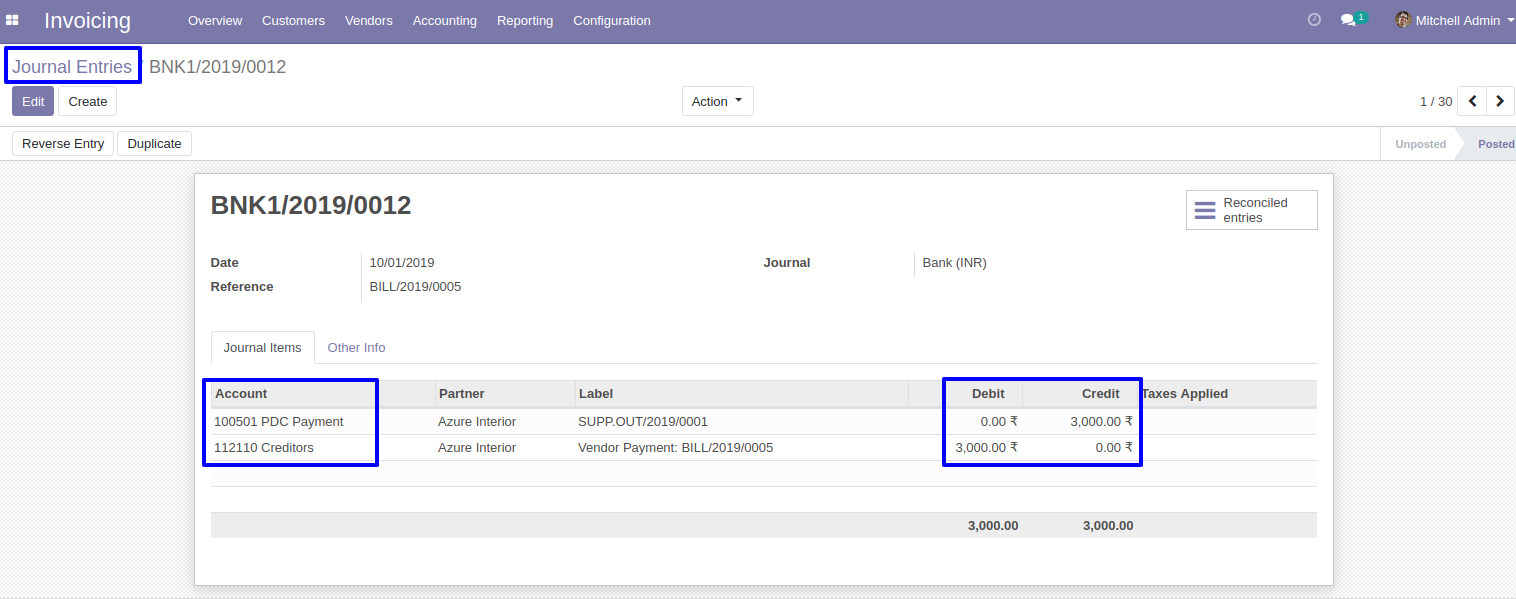 Invoicing Overview Customers Vendors Accounting Reporting Configuration 1 Mitchell Admin
Journal Entries / BNK1/2019/0012
Edit Create Action 1 / 30
Reverse Entry Duplicate Unposted Posted
BNK1/2019/0012
Reconciled entries
Date 10/01/2019 Journal Bank (INR)
Reference BILL/2019/0005
Journal Items Other Info
Account Partner Label Debit Credit Taxes Applied
100501 PDC Payment Azure Interior SUPP.OUT/2019/0001 0.00 ₹ 3,000.00 ₹
112110 Creditors Azure Interior Vendor Payment: BILL/2019/0005 3,000.00 ₹ 0.00 ₹
3,000.00 3,000.00